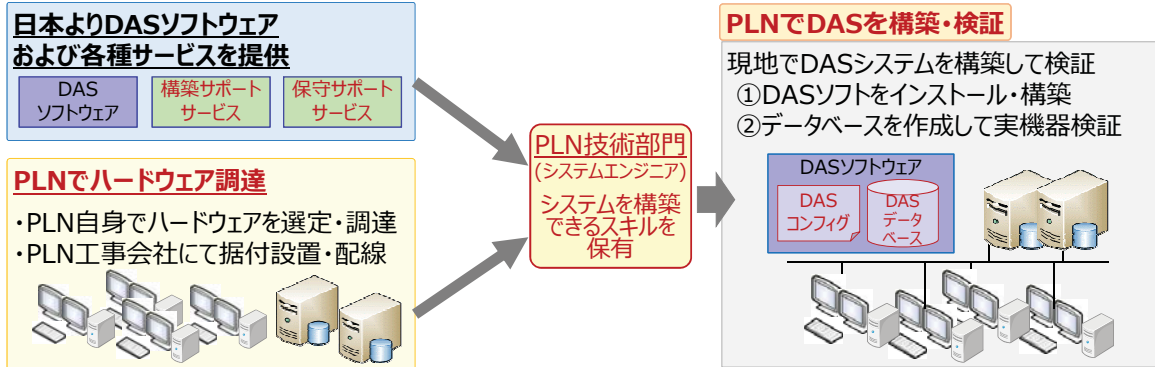 日本よりDASソフトウェア
および各種サービスを提供
DAS
ソフトウェア
構築サポート
サービス
保守サポート
サービス
PLNでハードウェア調達
・PLN自身でハードウェアを選定・調達
・PLN工事会社にて据付設置・配線
PLN技術部門
(システムエンジニア)
システムを構築
できるスキルを
保有
PLNでDASを構築・検証
現地でDASシステムを構築して検証
①DASソフトをインストール・構築
②データベースを作成して実機器検証
DASソフトウェア
DAS
コンフィグ
DAS
データ
ベース